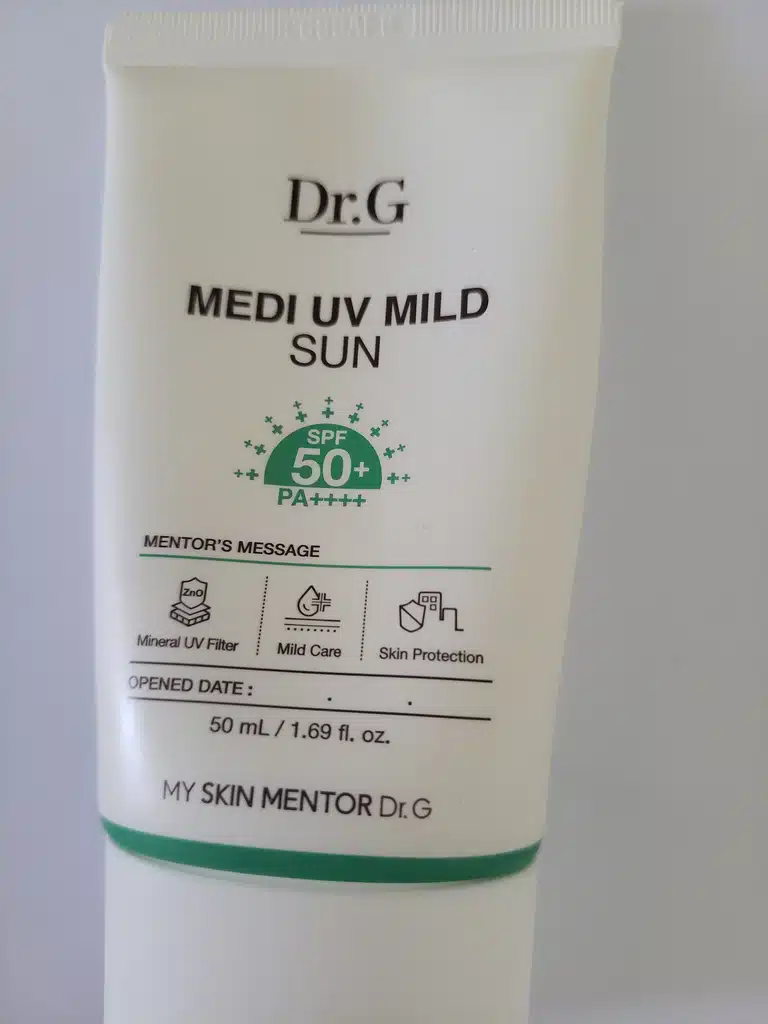 Dr.G
MEDI UV MILD
SUN
SPF
50+
PA++++
MENTOR'S MESSAGE
ZnO
Mineral UV Filter
Mild Care
Skin Protection
OPENED DATE : . .
50 mL / 1.69 fl. oz.
MY SKIN MENTOR Dr.G